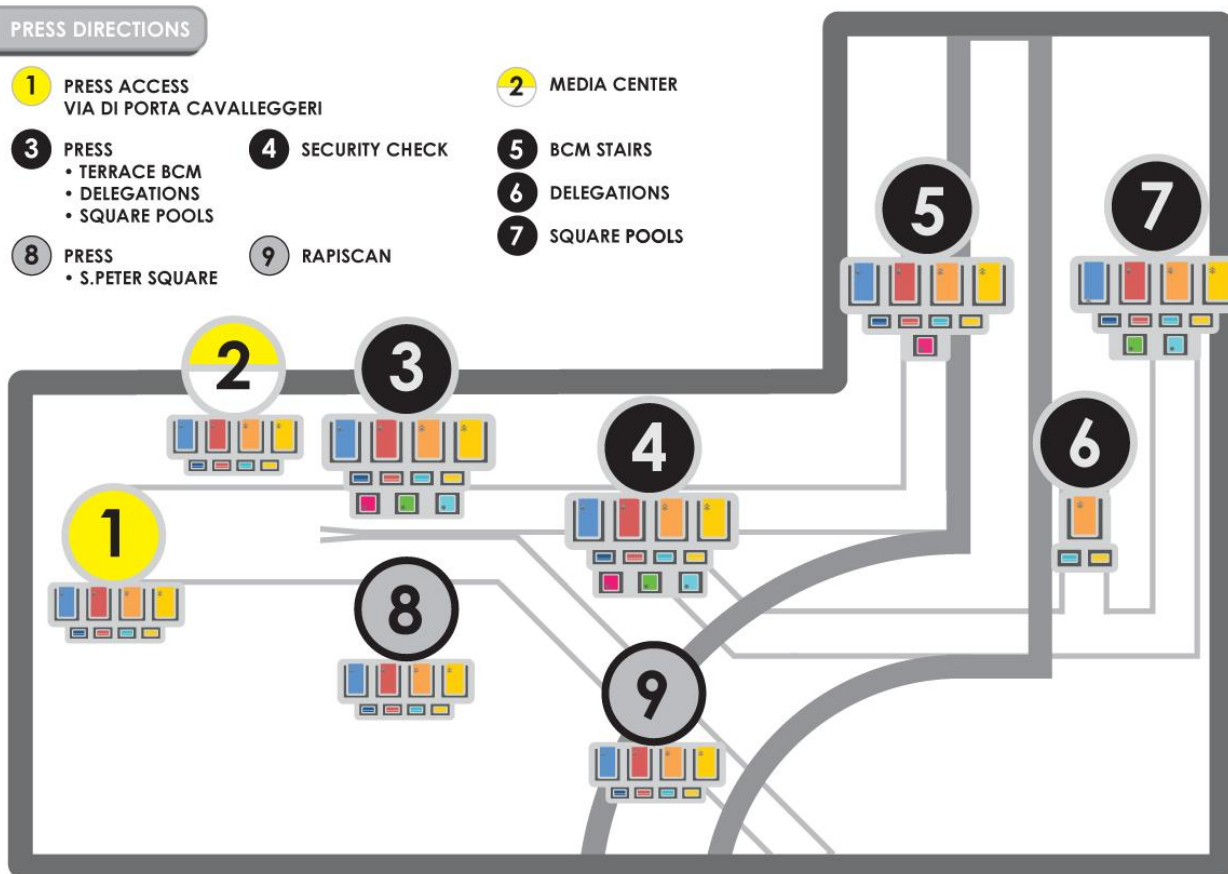 PRESS DIRECTIONS
1 PRESS ACCESS
VIA DI PORTA CAVALLEGGERI
2 MEDIA CENTER
3 PRESS
• TERRACE BCM
• DELEGATIONS
• SQUARE POOLS
4 SECURITY CHECK
5 BCM STAIRS
6 DELEGATIONS
7 SQUARE POOLS
8 PRESS
• S.PETER SQUARE
9 RAPISCAN
5
7
2
3
4
6
1
8
9